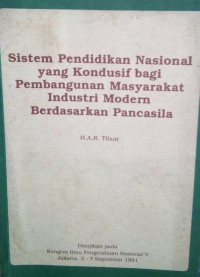 Sistem Pendidikan Nasional
yang Kondusif bagi
Pembangunan Masyarakat
Industri Modern
Berdasarkan Pancasila
H.A.R. Tilaar
Disajikan pada
Kongres Ilmu Pengetahuan Nasional V
Jakarta, 3 - 7 September 1991